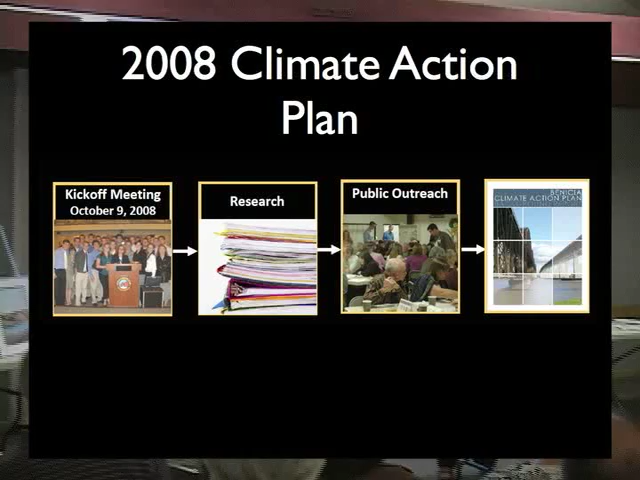 2008 Climate Action
Plan
Kickoff Meeting
October 9, 2008
Research
Public Outreach
BENICIA
CLIMATE ACTION PLAN